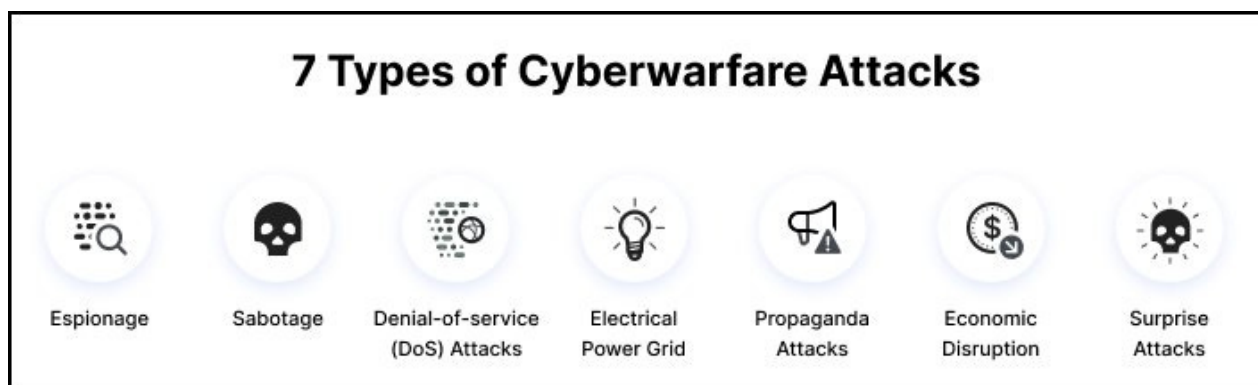 7 Types of Cyberwarfare Attacks
Espionage
Sabotage
Denial-of-service
(DoS) Attacks
Electrical
Power Grid
Propaganda
Attacks
Economic
Disruption
Surprise
Attacks